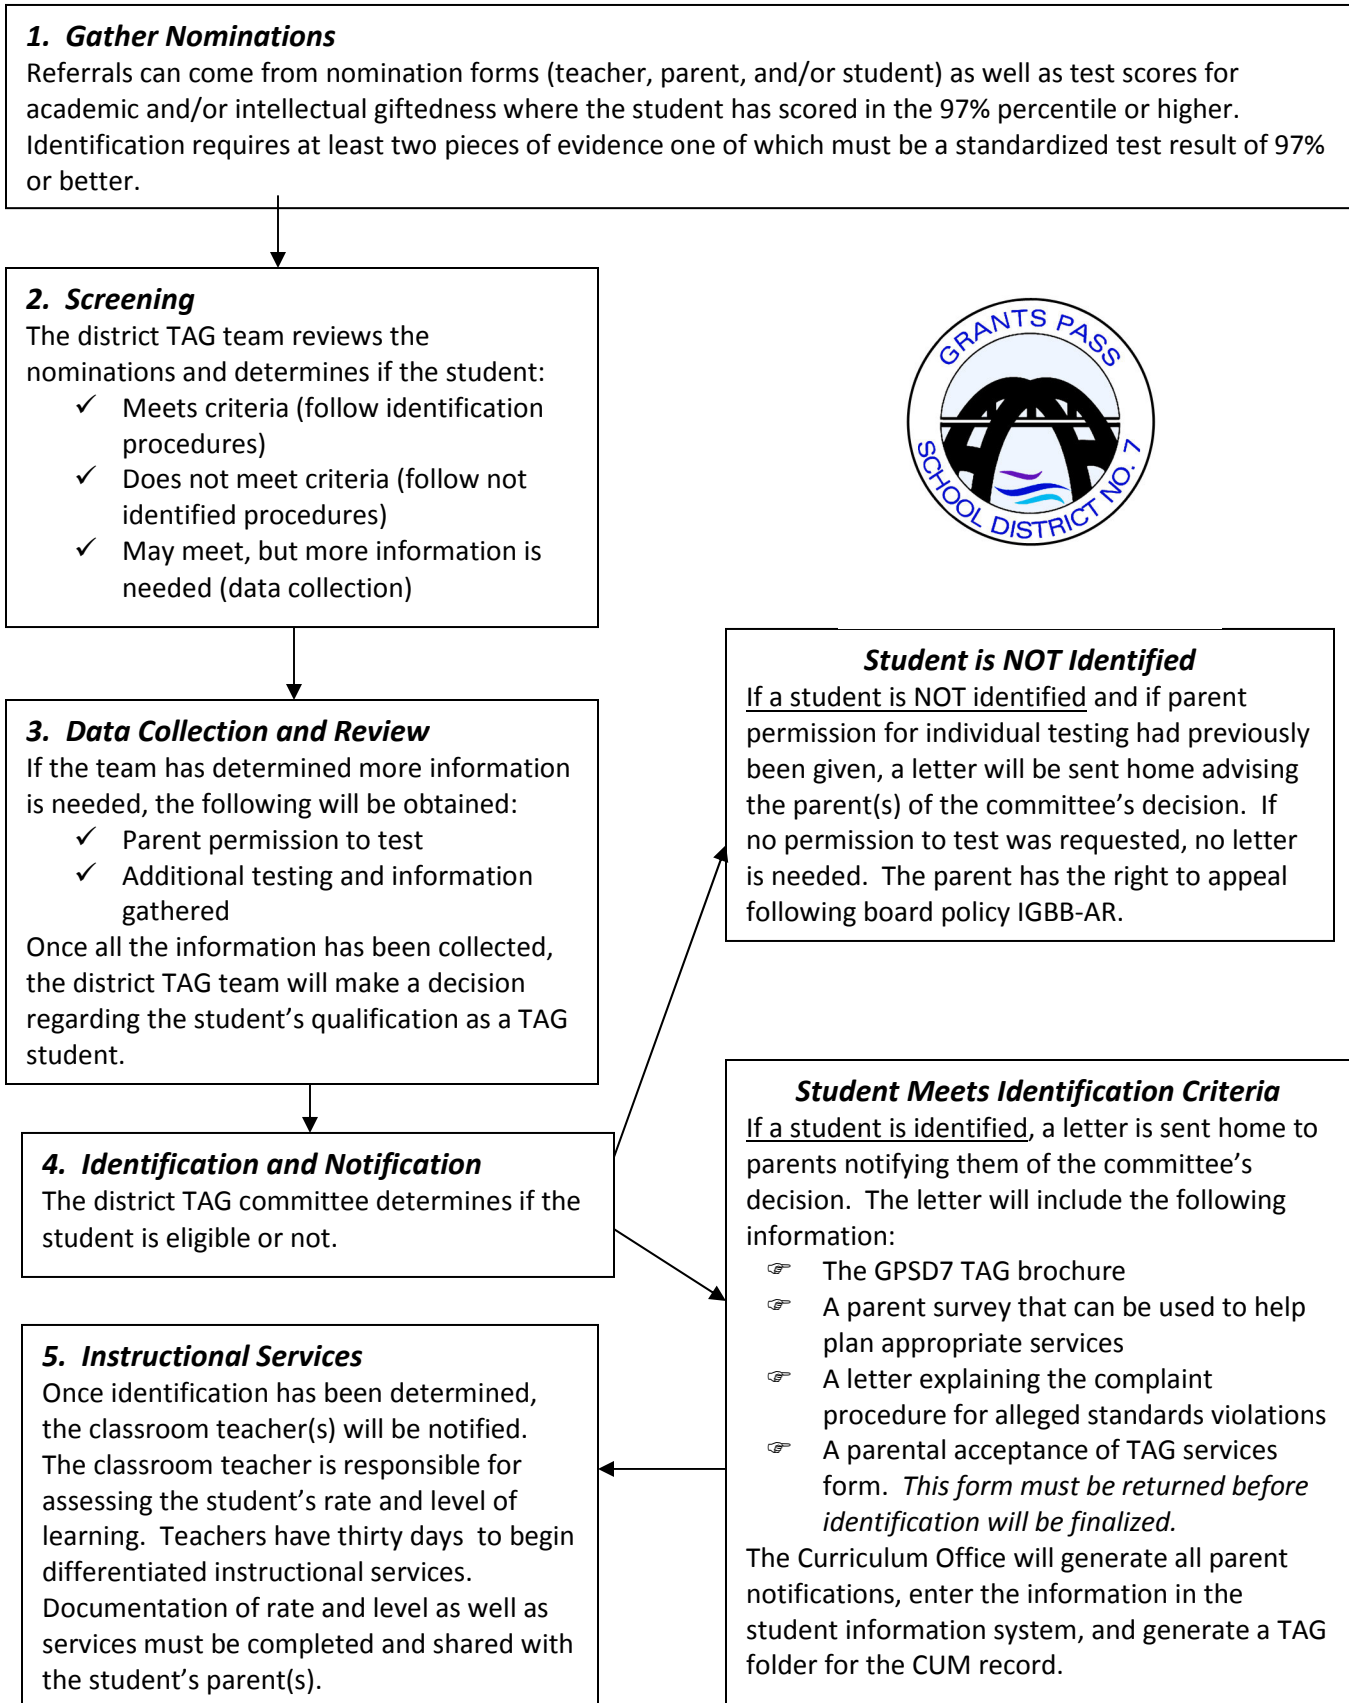 1. Gather Nominations
Referrals can come from nomination forms (teacher, parent, and/or student) as well as test scores for
academic and/or intellectual giftedness where the student has scored in the 97% percentile or higher.
Identification requires at least two pieces of evidence one of which must be a standardized test result of 97%
or better.
2. Screening
The district TAG team reviews the
nominations and determines if the student:
✓ Meets criteria (follow identification
procedures)
✓ Does not meet criteria (follow not
identified procedures)
✓ May meet, but more information is
needed (data collection)
GRANTS PASS
SCHOOL DISTRICT NO. 7
3. Data Collection and Review
If the team has determined more information
is needed, the following will be obtained:
✓ Parent permission to test
✓ Additional testing and information
gathered
Once all the information has been collected,
the district TAG team will make a decision
regarding the student’s qualification as a TAG
student.
Student is NOT Identified
If a student is NOT identified and if parent
permission for individual testing had previously
been given, a letter will be sent home advising
the parent(s) of the committee’s decision. If
no permission to test was requested, no letter
is needed. The parent has the right to appeal
following board policy IGBB-AR.
4. Identification and Notification
The district TAG committee determines if the
student is eligible or not.
Student Meets Identification Criteria
If a student is identified, a letter is sent home to
parents notifying them of the committee’s
decision. The letter will include the following
information:
☞ The GPSD7 TAG brochure
☞ A parent survey that can be used to help
plan appropriate services
☞ A letter explaining the complaint
procedure for alleged standards violations
☞ A parental acceptance of TAG services
form. This form must be returned before
identification will be finalized.
The Curriculum Office will generate all parent
notifications, enter the information in the
student information system, and generate a TAG
folder for the CUM record.
5. Instructional Services
Once identification has been determined,
the classroom teacher(s) will be notified.
The classroom teacher is responsible for
assessing the student’s rate and level of
learning. Teachers have thirty days to begin
differentiated instructional services.
Documentation of rate and level as well as
services must be completed and shared with
the student’s parent(s).